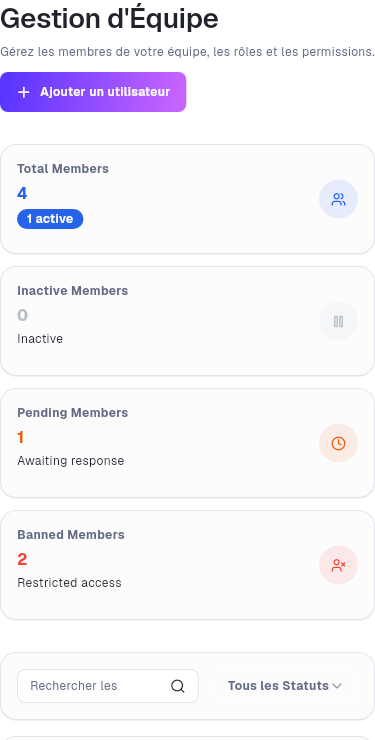 Gestion d'Équipe
Gérez les membres de votre équipe, les rôles et les permissions.
Ajouter un utilisateur
Total Members
4
1 active
Inactive Members
0
Inactive
Pending Members
1
Awaiting response
Banned Members
2
Restricted access
Rechercher les
Tous les Statuts